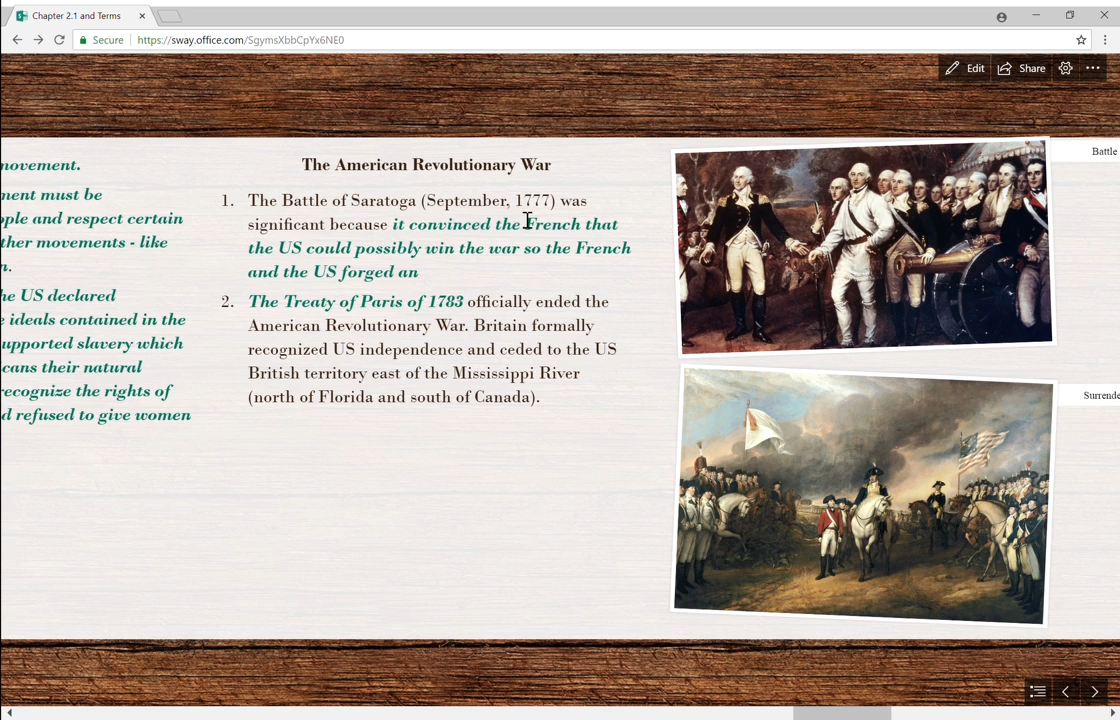 Chapter 2.1 and Terms
Secure
https://sway.office.com/SgymsXbbCpYx6NE0
Edit
Share
movement.
ment must be
ople and respect certain
ther movements - like
n.
he US declared
e ideals contained in the
upported slavery which
cans their natural
recognize the rights of
d refused to give women
The American Revolutionary War
1. The Battle of Saratoga (September, 1777) was
significant because it convinced the French that
the US could possibly win the war so the French
and the US forged an
2. The Treaty of Paris of 1783 officially ended the
American Revolutionary War. Britain formally
recognized US independence and ceded to the US
British territory east of the Mississippi River
(north of Florida and south of Canada).
Battle
Surrende